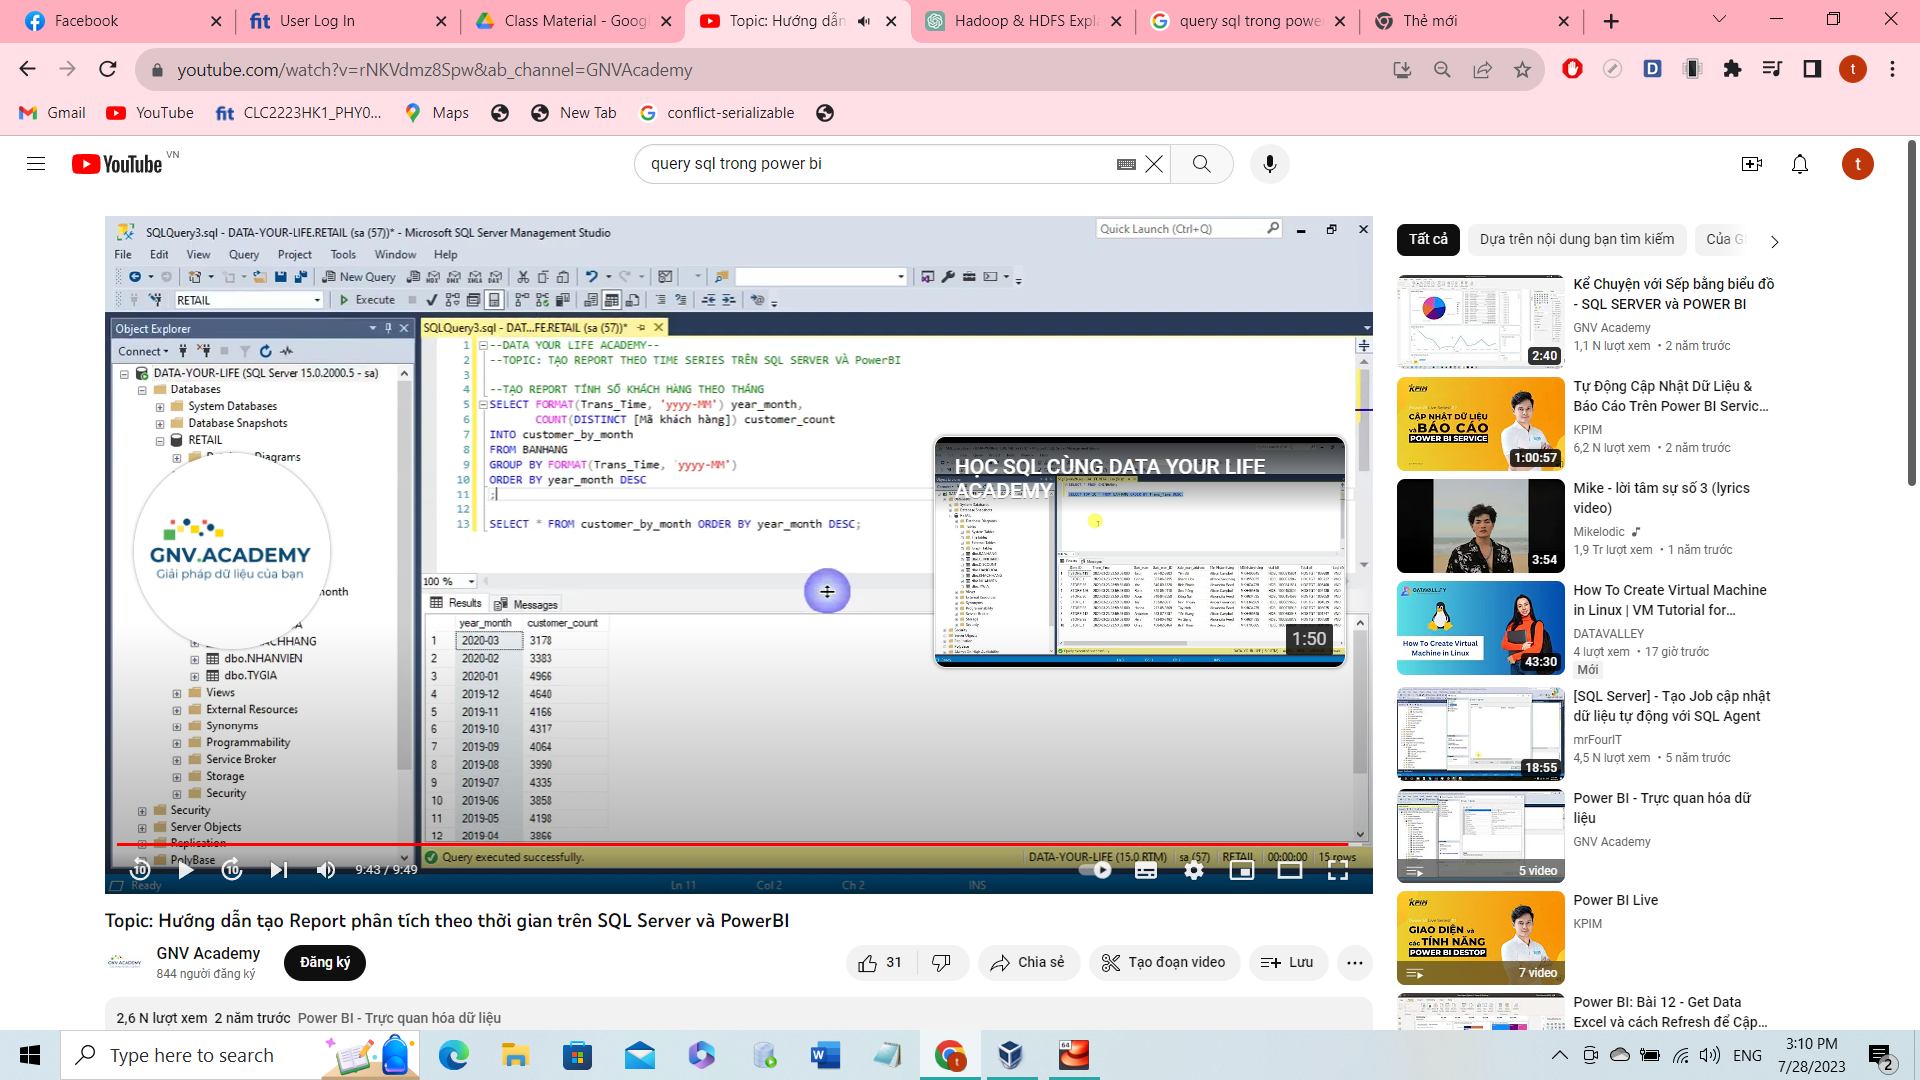 Facebook
User Log In
Class Material - Googl
Topic: Hướng dẫn
Hadoop & HDFS Expla
query sql trong powe
Thẻ mới
youtube.com/watch?v=rNKVdmz8Spw&ab_channel=GNVAcademy
Gmail
YouTube
fit CLC2223HK1_PHY0...
Maps
New Tab
conflict-serializable
YouTube VN
query sql trong power bi
SQLQuery3.sql - DATA-YOUR-LIFE.RETAIL (sa (57))* - Microsoft SQL Server Management Studio
Quick Launch (Ctrl+Q)
File Edit View Query Project Tools Window Help
New Query
RETAIL
Execute
Object Explorer
Connect
DATA-YOUR-LIFE (SQL Server 15.0.2000.5 - sa)
Databases
System Databases
Database Snapshots
RETAIL
Diagrams
GNV.ACADEMY
Giải pháp dữ liệu của bạn
month
ACHHANG
dbo.NHANVIEN
dbo.TYGIA
Views
External Resources
Synonyms
Programmability
Service Broker
Storage
Security
Security
Server Objects
Replication
PolyBase
SQLQuery3.sql - DAT...FE.RETAIL (sa (57))*
1 --DATA YOUR LIFE ACADEMY--
2 --TOPIC: TẠO REPORT THEO TIME SERIES TRÊN SQL SERVER VÀ PowerBI
3
4 --TẠO REPORT TÍNH SỐ KHÁCH HÀNG THEO THÁNG
5 SELECT FORMAT(Trans_Time, 'yyyy-MM') year_month,
6 COUNT(DISTINCT [Mã khách hàng]) customer_count
7 INTO customer_by_month
8 FROM BANHANG
9 GROUP BY FORMAT(Trans_Time, 'yyyy-MM')
10 ORDER BY year_month DESC
11 ;
12
13 SELECT * FROM customer_by_month ORDER BY year_month DESC;
100 %
Results
Messages
year_month customer_count
1 2020-03 3178
2 2020-02 3383
3 2020-01 4966
4 2019-12 4640
5 2019-11 4166
6 2019-10 4317
7 2019-09 4064
8 2019-08 3990
9 2019-07 4335
10 2019-06 3858
11 2019-05 4198
12 2019-04 3866
HỌC SQL CÙNG DATA YOUR LIFE
ACADEMY
1:50
Query executed successfully.
DATA-YOUR-LIFE (15.0 RTM) sa (57) RETAIL 00:00:00 15 rows
9:43 / 9:49
Ready
Ln 11
Col 2
Ch 2
INS
Topic: Hướng dẫn tạo Report phân tích theo thời gian trên SQL Server và PowerBI
GNV Academy
844 người đăng ký
Đăng ký
31
Chia sẻ
Tạo đoạn video
Lưu
2,6 N lượt xem 2 năm trước Power BI - Trực quan hóa dữ liệu
Tất cả
Dựa trên nội dung bạn tìm kiếm
Của G
Kể Chuyện với Sếp bằng biểu đồ
- SQL SERVER và POWER BI
GNV Academy
1,1 N lượt xem • 2 năm trước
2:40
KPIM
CẬP NHẬT DỮ LIỆU
và BÁO CÁO
POWER BI SERVICE
1:00:57
Tự Động Cập Nhật Dữ Liệu &
Báo Cáo Trên Power BI Servic...
KPIM
6,2 N lượt xem • 2 năm trước
3:54
Mike - lời tâm sự số 3 (lyrics
video)
Mikelodic
1,9 Tr lượt xem • 1 năm trước
DATAVALLEY
How To Create Virtual
Machine in Linux
43:30
How To Create Virtual Machine
in Linux | VM Tutorial for...
DATAVALLEY
4 lượt xem • 17 giờ trước
Mới
18:55
[SQL Server] - Tạo Job cập nhật
dữ liệu tự động với SQL Agent
mrFourIT
4,5 N lượt xem • 5 năm trước
5 video
Power BI - Trực quan hóa dữ
liệu
GNV Academy
KPIM
GIAO DIỆN và
các TÍNH NĂNG
POWER BI DESTOP
7 video
Power BI Live
KPIM
Power BI: Bài 12 - Get Data
Excel và cách Refresh để Cập...
Type here to search
ENG
3:10 PM
7/28/2023
2